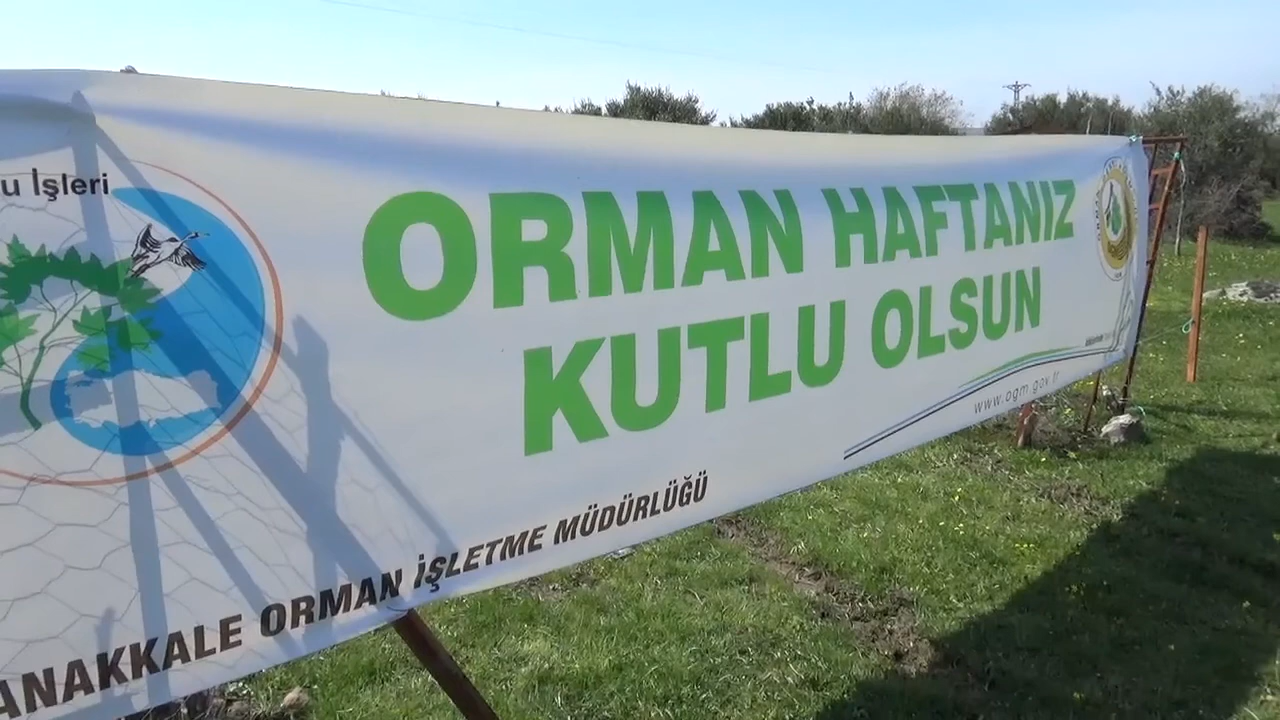 u İşleri
ORMAN HAFTANIZ
KUTLU OLSUN
www.ogm.gov.tr
ANAKKALE ORMAN İŞLETME MÜDÜRLÜĞÜ